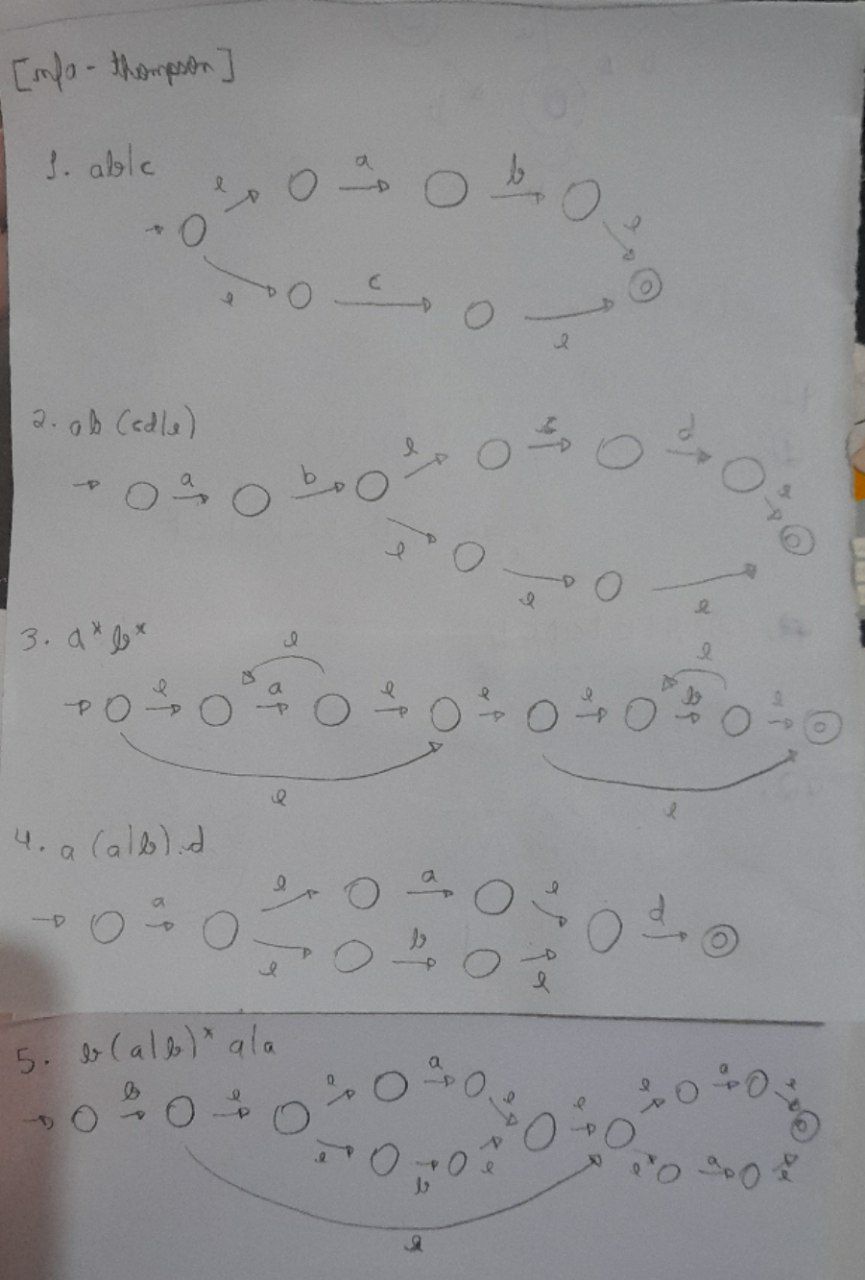 [nfa - thompson]
1. ab|c
e a b e
e c e
2. ab(cd|e)
a b e c d e
e e e
3. a*b*
e e
e a e e e b e
e e
4. a(a|b).d
a e a e d
e b e
5. b(a|b)*a|a
b e e a e e e a e
e b e e a e
e